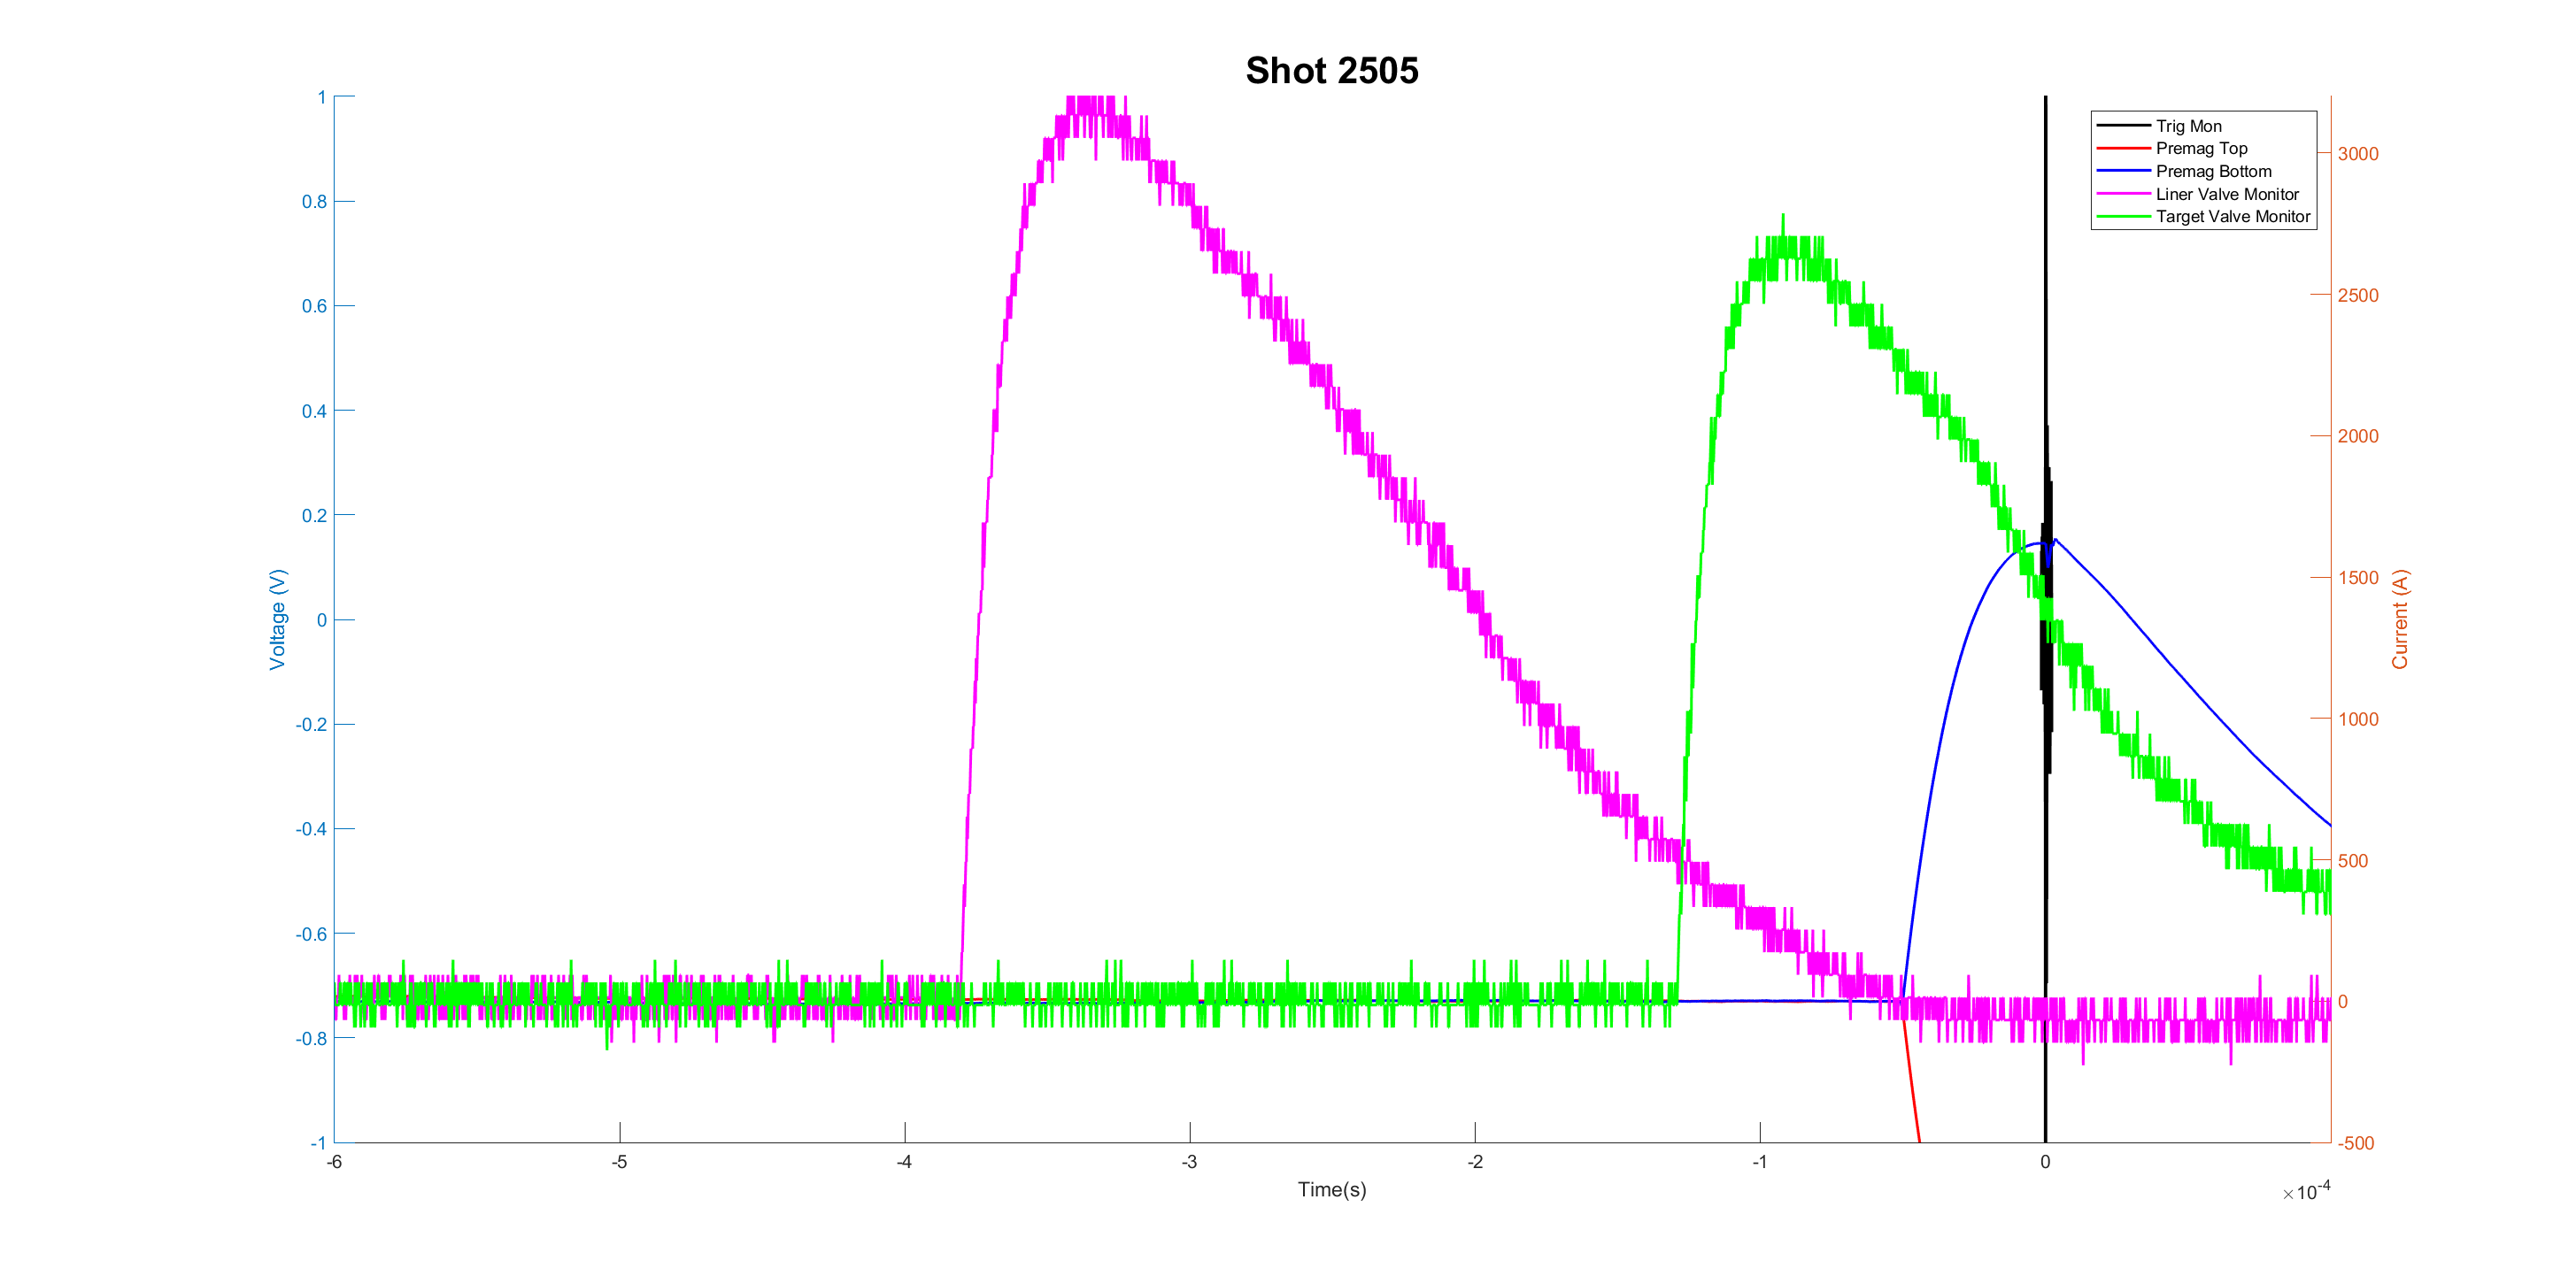 Shot 2505
Trig Mon
Premag Top
Premag Bottom
Liner Valve Monitor
Target Valve Monitor
Voltage (V)
1
0.8
0.6
0.4
0.2
0
-0.2
-0.4
-0.6
-0.8
-1
3000
2500
2000
1500
1000
500
0
-500
Current (A)
-6 -5 -4 -3 -2 -1 0
Time(s)
×10^-4